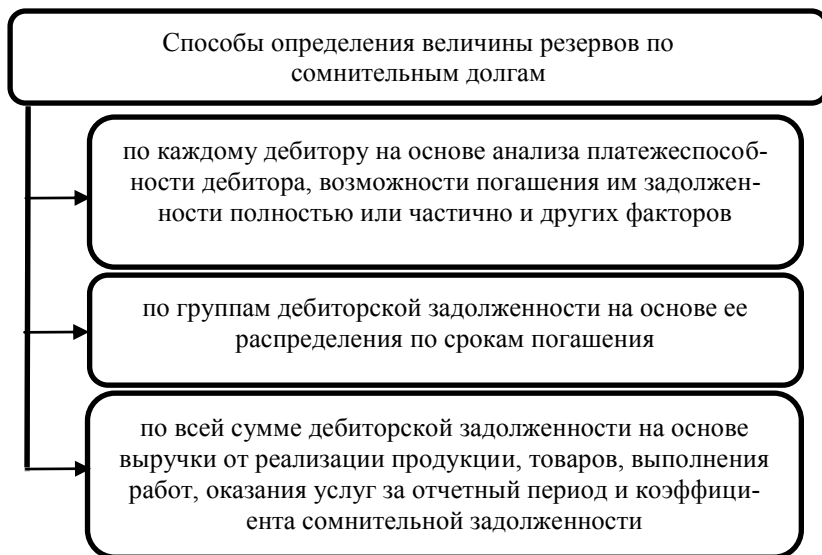 Способы определения величины резервов по
сомнительным долгам
по каждому дебитору на основе анализа платежеспособ-
ности дебитора, возможности погашения им задолжен-
ности полностью или частично и других факторов
по группам дебиторской задолженности на основе ее
распределения по срокам погашения
по всей сумме дебиторской задолженности на основе
выручки от реализации продукции, товаров, выполнения
работ, оказания услуг за отчетный период и коэффици-
ента сомнительной задолженности